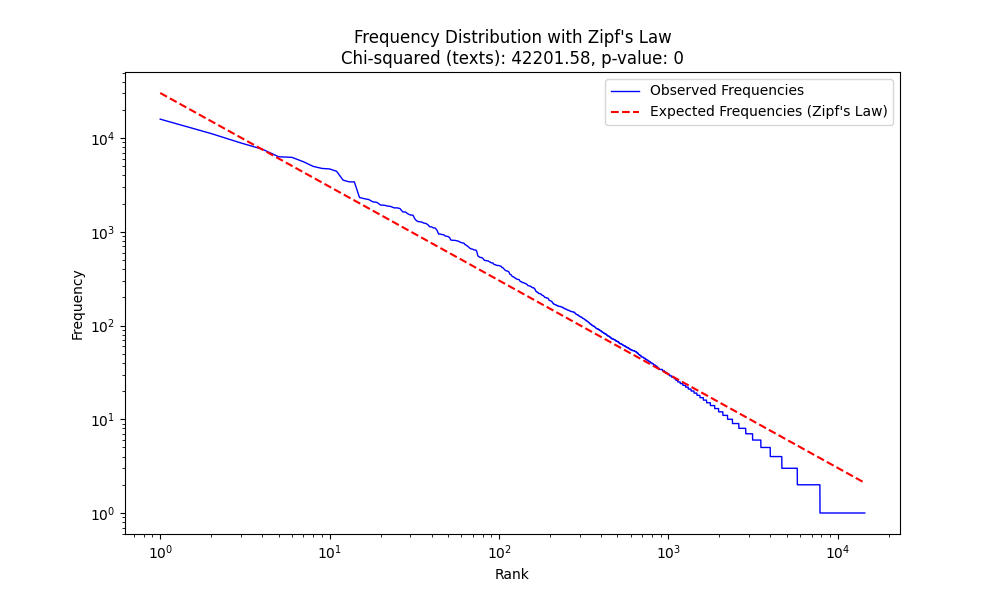 Frequency Distribution with Zipf's Law
Chi-squared (texts): 42201.58, p-value: 0
Observed Frequencies
Expected Frequencies (Zipf's Law)
Frequency
10⁴
10³
10²
10¹
10⁰
10⁰ 10¹ 10² 10³ 10⁴
Rank